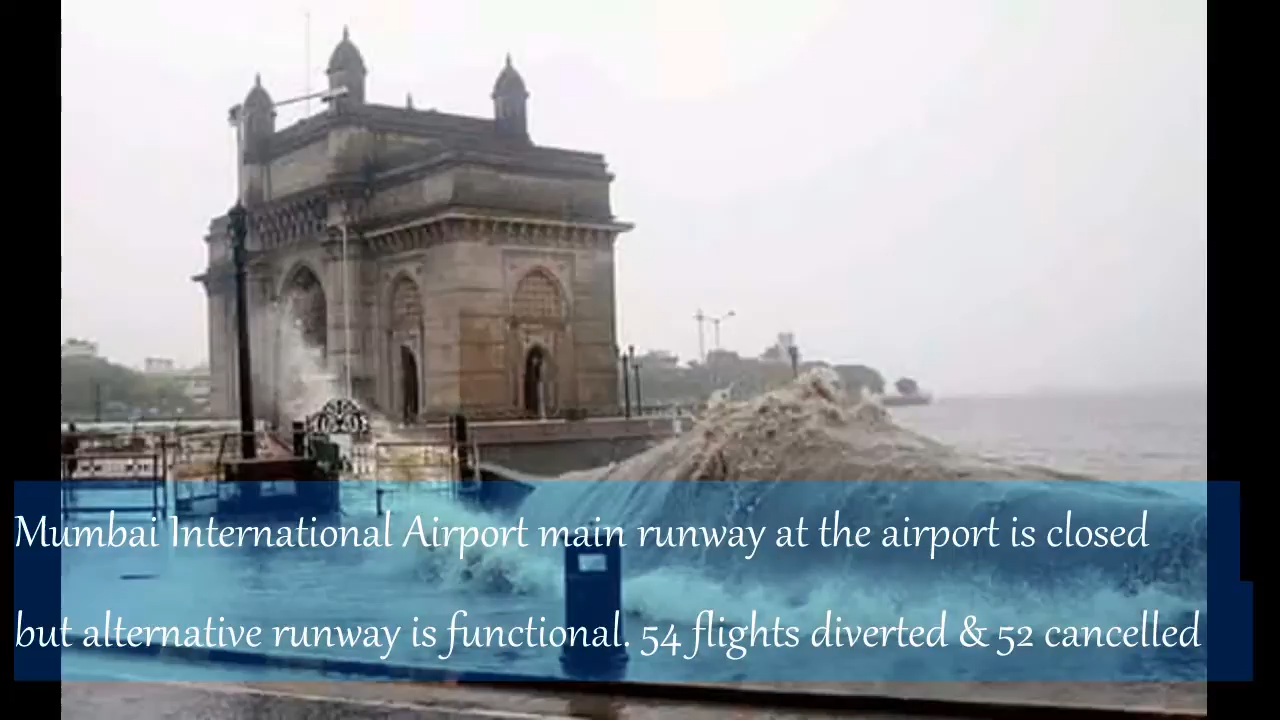 Mumbai International Airport main runway at the airport is closed
but alternative runway is functional. 54 flights diverted & 52 cancelled